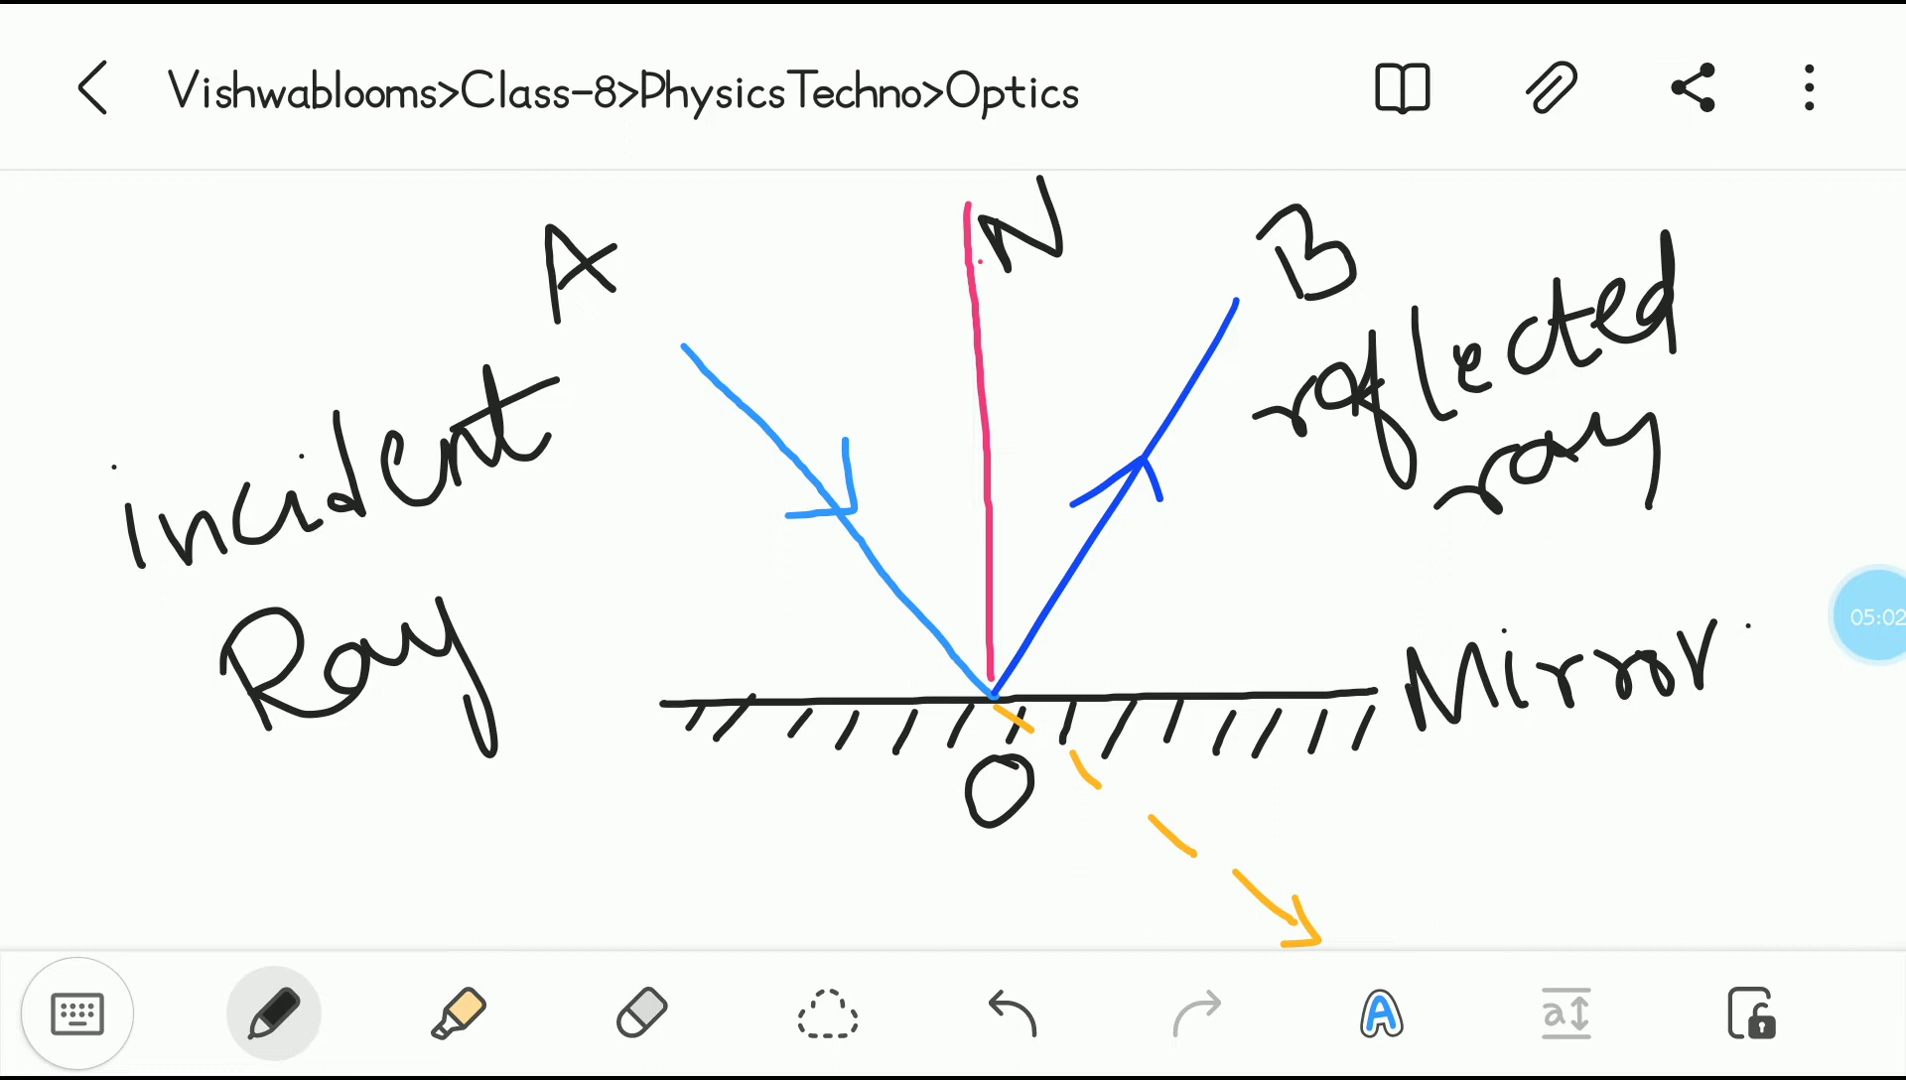 Vishwablooms>Class-8>PhysicsTechno>Optics
A
N
B
incident
Ray
reflected
ray
Mirror
O
05:02
A
a